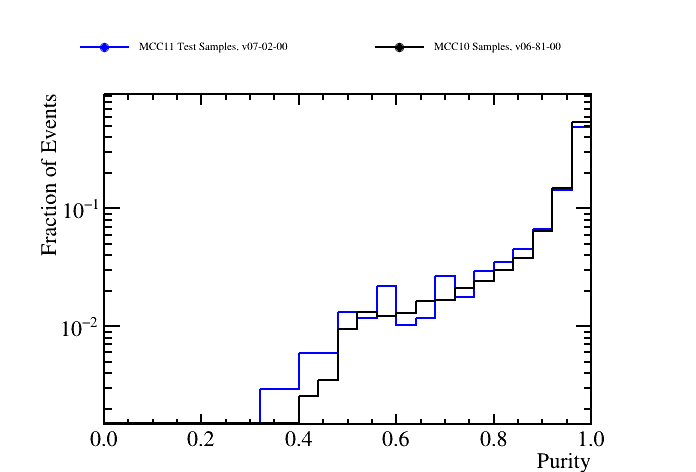 MCC11 Test Samples, v07-02-00
MCC10 Samples, v06-81-00
Fraction of Events
10⁻¹
10⁻²
0.0 0.2 0.4 0.6 0.8 1.0
Purity